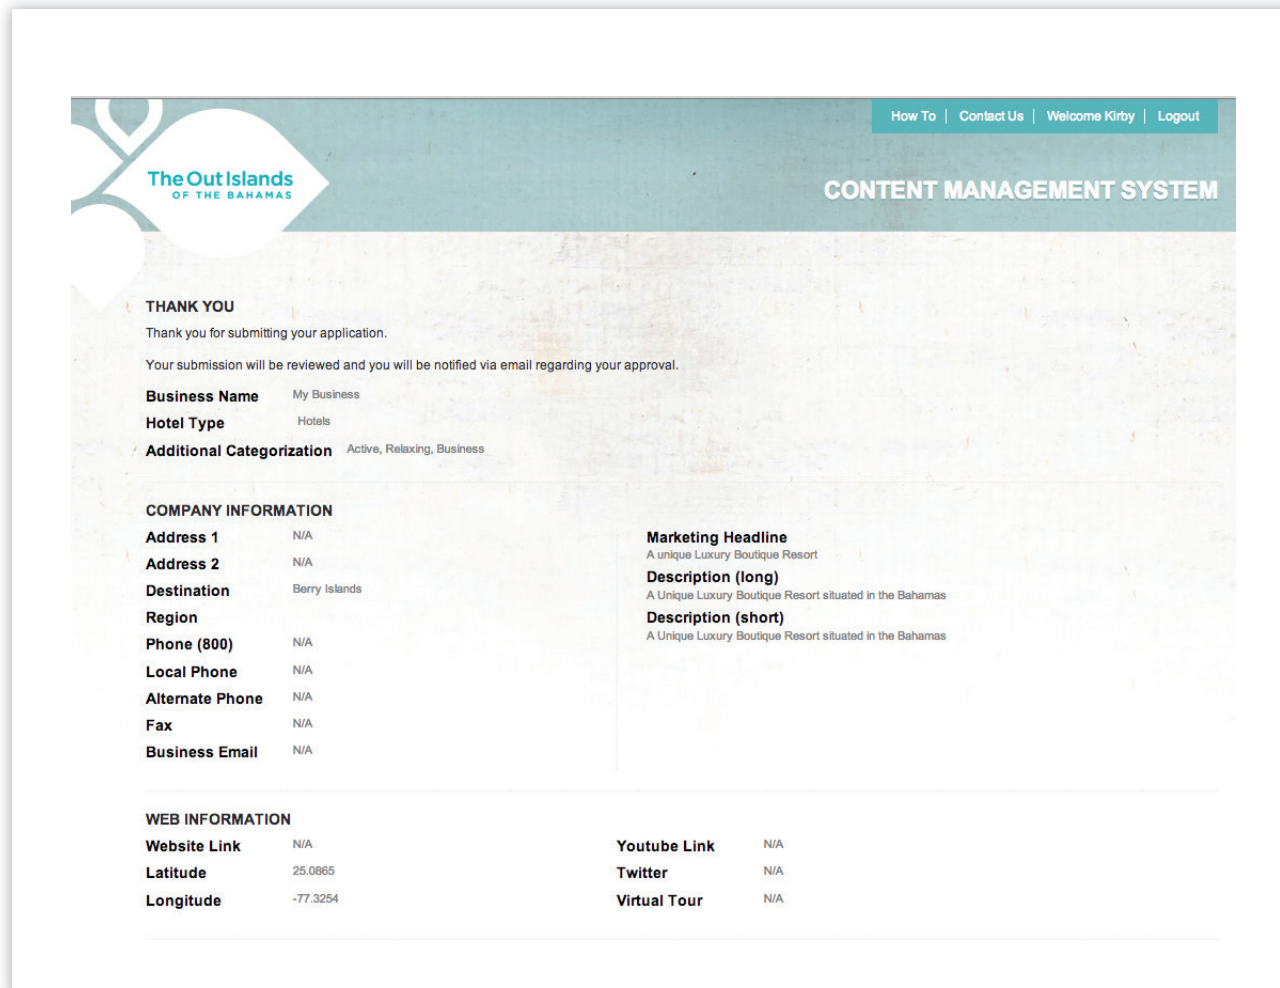 How To | Contact Us | Welcome Kirby | Logout
The Out Islands
OF THE BAHAMAS
CONTENT MANAGEMENT SYSTEM
THANK YOU
Thank you for submitting your application.
Your submission will be reviewed and you will be notified via email regarding your approval.
Business Name My Business
Hotel Type Hotels
Additional Categorization Active, Relaxing, Business
COMPANY INFORMATION
Address 1 N/A
Address 2 N/A
Destination Berry Islands
Region
Phone (800) N/A
Local Phone N/A
Alternate Phone N/A
Fax N/A
Business Email N/A
Marketing Headline
A unique Luxury Boutique Resort
Description (long)
A Unique Luxury Boutique Resort situated in the Bahamas
Description (short)
A Unique Luxury Boutique Resort situated in the Bahamas
WEB INFORMATION
Website Link N/A
Latitude 25.0865
Longitude -77.3254
Youtube Link N/A
Twitter N/A
Virtual Tour N/A